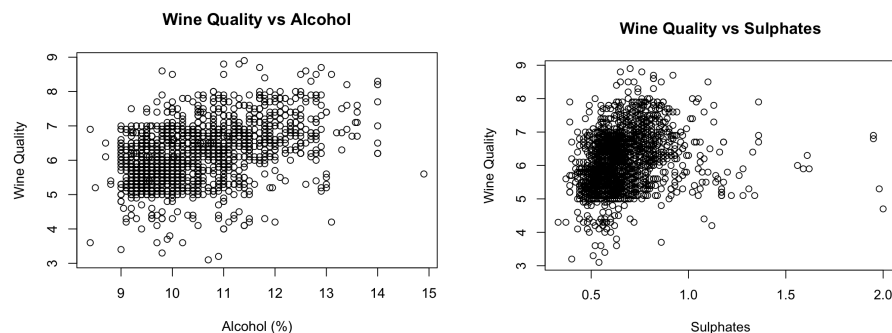 Wine Quality vs Alcohol
Wine Quality
9
8
7
6
5
4
3
9 10 11 12 13 14 15
Alcohol (%)
Wine Quality vs Sulphates
Wine Quality
9
8
7
6
5
4
3
0.5 1.0 1.5 2.0
Sulphates